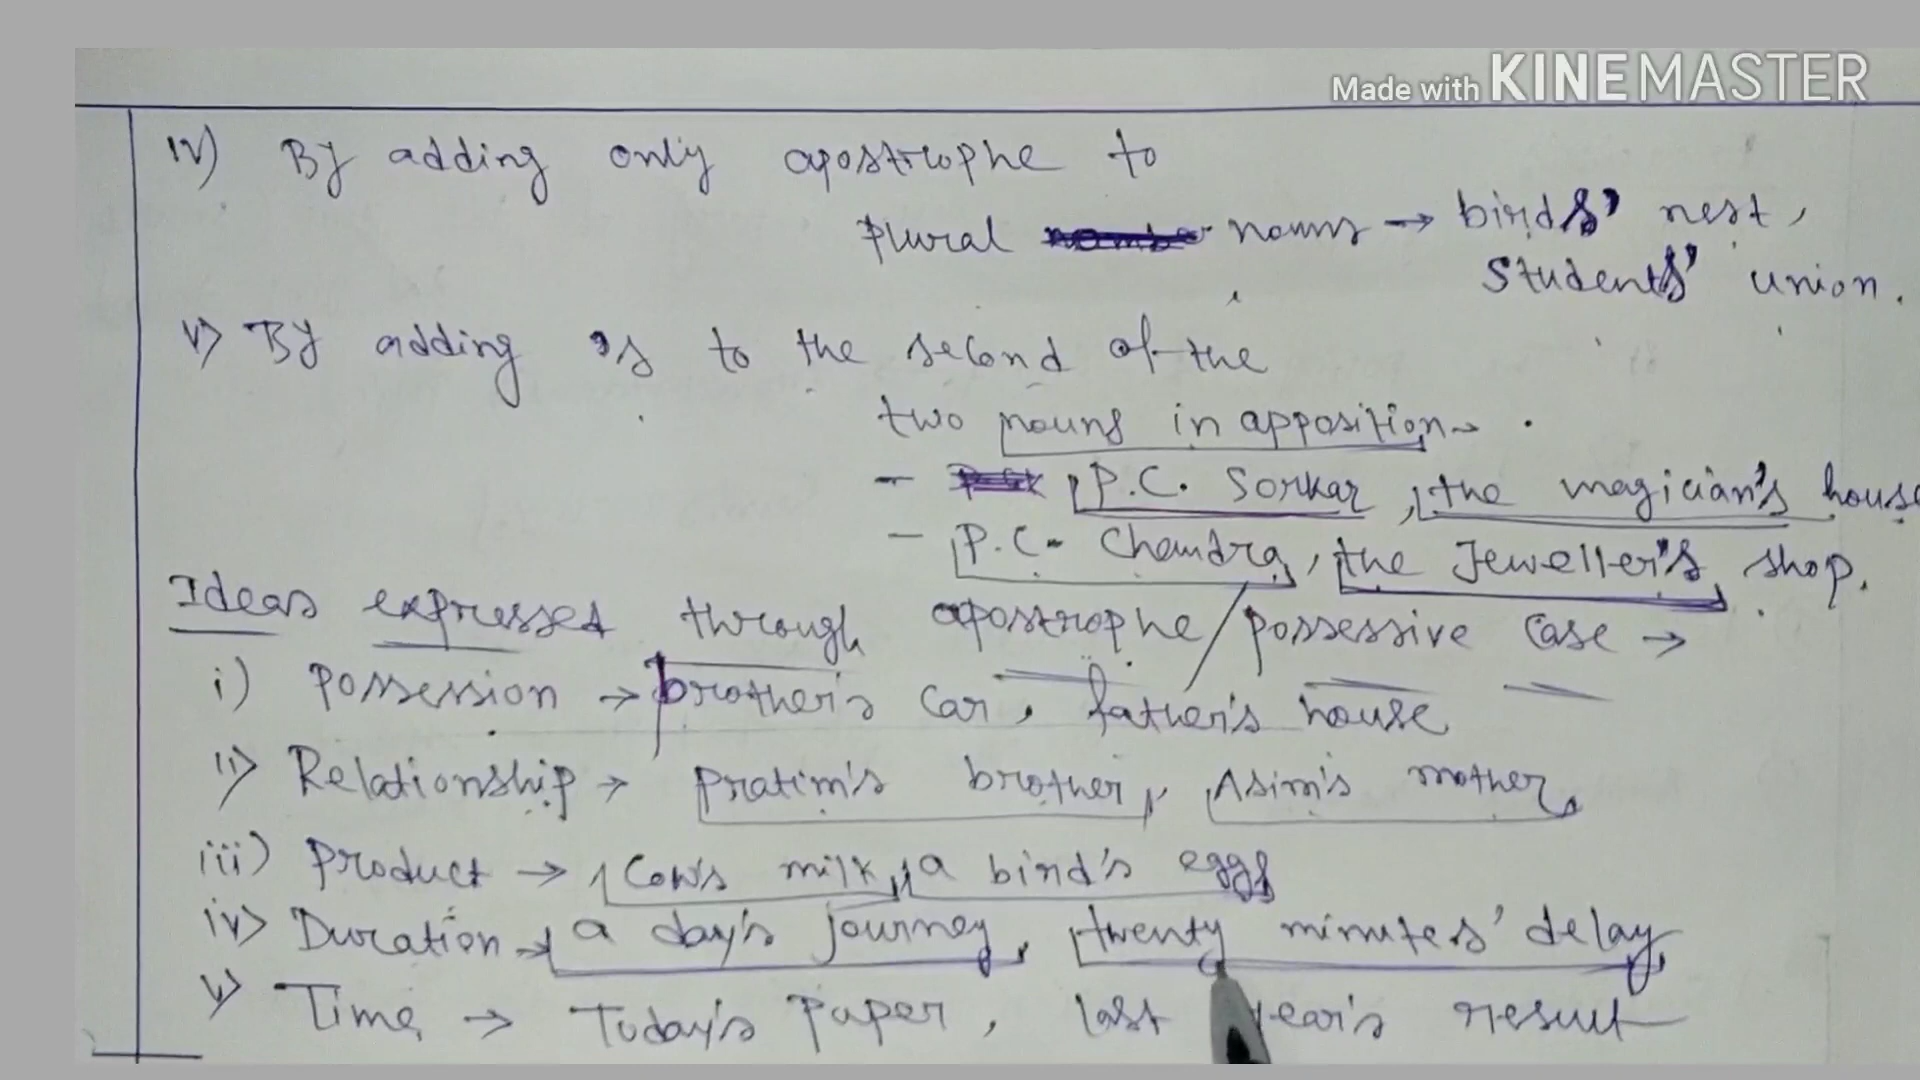 Made with KINEMASTER
iv) By adding only apostrophe to
plural nouns → birds' nest,
Students' union.
v) By adding 's to the second of the
two nouns in apposition →
- P.C. Sorkar, the magician's house
- P.C. Chandra, the Jeweller's shop.
Ideas expressed through apostrophe/possessive case →
i) Possession → brother's car, father's house
ii) Relationship → Pratim's brother, Asim's mother
iii) Product → Cow's milk, a bird's eggs
iv) Duration → a day's journey, twenty minutes' delay
v) Time → Today's Paper, last year's result